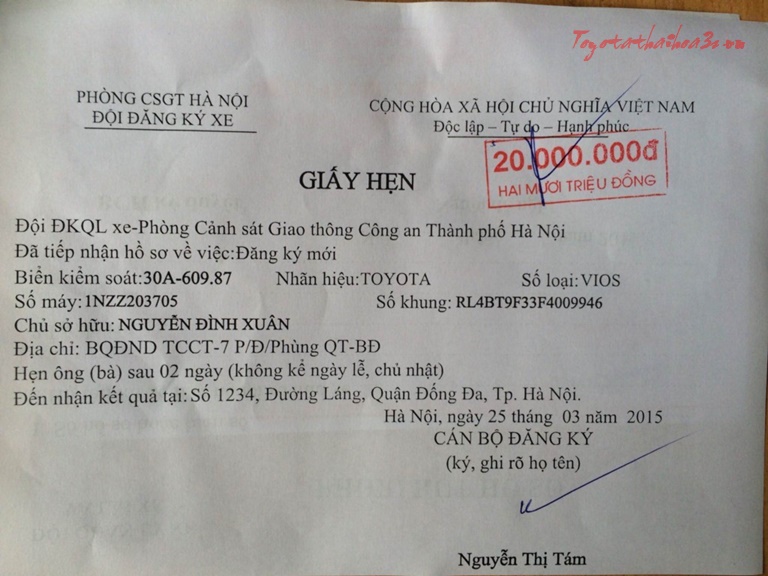 Toyotathaihoa3s.vn
PHÒNG CSGT HÀ NỘI
ĐỘI ĐĂNG KÝ XE
CỘNG HÒA XÃ HỘI CHỦ NGHĨA VIỆT NAM
Độc lập – Tự do – Hạnh phúc
20.000.000đ
HAI MƯƠI TRIỆU ĐỒNG
GIẤY HẸN
Đội ĐKQL xe-Phòng Cảnh sát Giao thông Công an Thành phố Hà Nội
Đã tiếp nhận hồ sơ về việc:Đăng ký mới
Biển kiểm soát:30A-609.87 Nhãn hiệu:TOYOTA Số loại:VIOS
Số máy:1NZZ203705 Số khung: RL4BT9F33F4009946
Chủ sở hữu: NGUYỄN ĐÌNH XUÂN
Địa chỉ: BQĐND TCCT-7 P/Đ/Phùng QT-BĐ
Hẹn ông (bà) sau 02 ngày (không kể ngày lễ, chủ nhật)
Đến nhận kết quả tại:Số 1234, Đường Láng, Quận Đống Đa, Tp. Hà Nội.
Hà Nội, ngày 25 tháng 03 năm 2015
CÁN BỘ ĐĂNG KÝ
(ký, ghi rõ họ tên)
Nguyễn Thị Tám